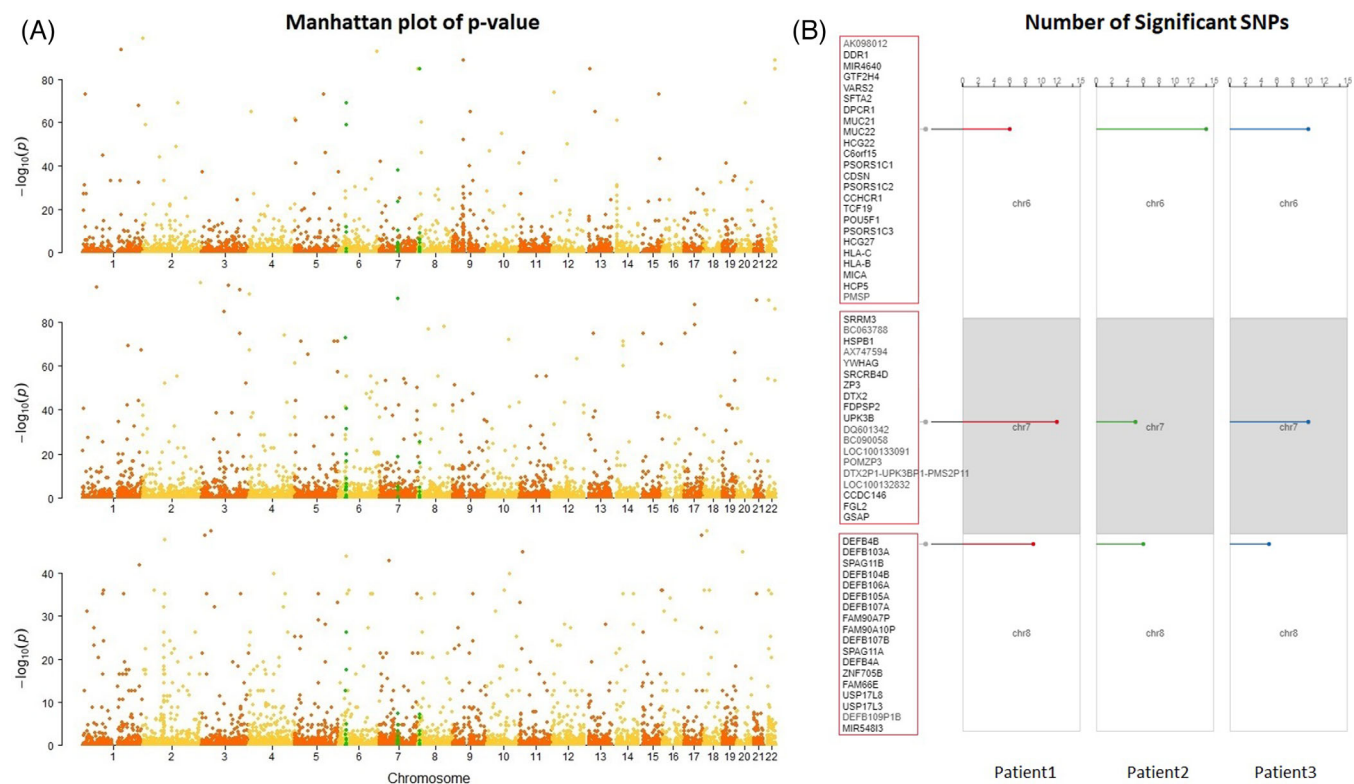 (A) Manhattan plot of p-value
−log10(p)
80
60
40
20
0
1 2 3 4 5 6 7 8 9 10 11 12 13 14 15 16 17 18 19 20 21 22
−log10(p)
80
60
40
20
0
1 2 3 4 5 6 7 8 9 10 11 12 13 14 15 16 17 18 19 20 21 22
−log10(p)
40
30
20
10
0
1 2 3 4 5 6 7 8 9 10 11 12 13 14 15 16 17 18 19 20 21 22
Chromosome
(B) Number of Significant SNPs
0 2 4 6 8 10 12 15
0 2 4 6 8 10 12 15
0 2 4 6 8 10 12 15
AK098012
DDR1
MIR4640
GTF2H4
VARS2
SFTA2
DPCR1
MUC21
MUC22
HCG22
C6orf15
PSORS1C1
CDSN
PSORS1C2
CCHCR1
TCF19
POU5F1
PSORS1C3
HCG27
HLA-C
HLA-B
MICA
HCP5
PMSP
chr6 chr6 chr6
SRRM3
BC063788
HSPB1
AX747594
YWHAG
SRCRB4D
ZP3
DTX2
FDPSP2
UPK3B
DQ601342
BC090058
LOC100133091
POMZP3
DTX2P1-UPK3BP1-PMS2P11
LOC100132832
CCDC146
FGL2
GSAP
chr7 chr7 chr7
DEFB4B
DEFB103A
SPAG11B
DEFB104B
DEFB106A
DEFB105A
DEFB107A
FAM90A7P
FAM90A10P
DEFB107B
SPAG11A
DEFB4A
ZNF705B
FAM66E
USP17L8
USP17L3
DEFB109P1B
MIR548I3
chr8 chr8 chr8
Patient1 Patient2 Patient3